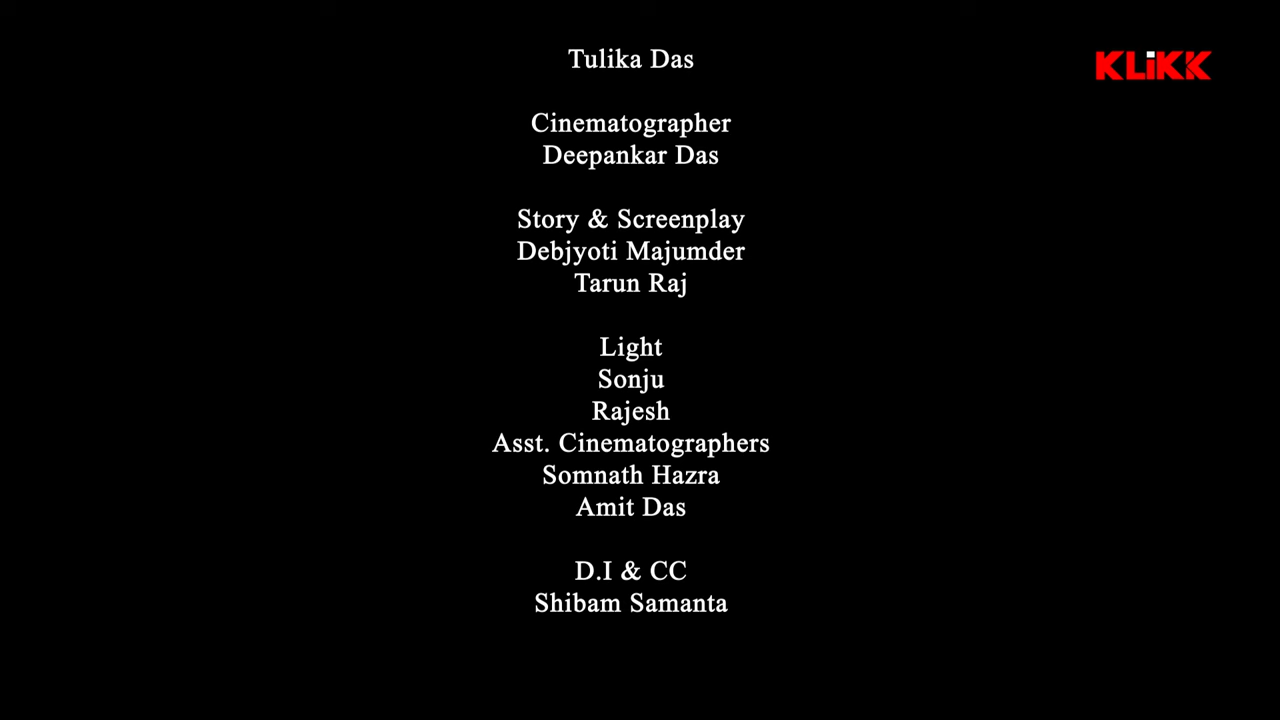 Tulika Das
KLiKK
Cinematographer
Deepankar Das
Story & Screenplay
Debjyoti Majumder
Tarun Raj
Light
Sonju
Rajesh
Asst. Cinematographers
Somnath Hazra
Amit Das
D.I & CC
Shibam Samanta